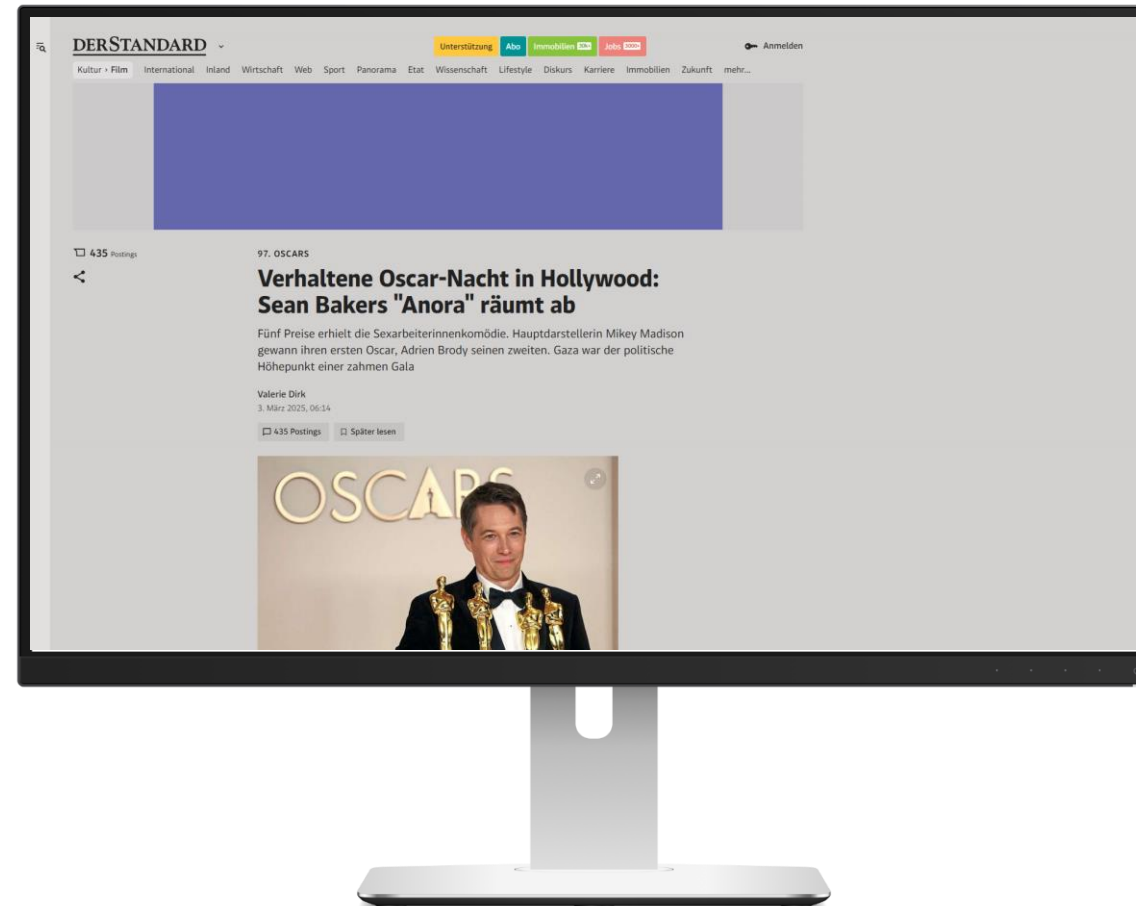 DERSTANDARD
Unterstützung Abo Immobilien Jobs
Anmelden
Kultur › Film International Inland Wirtschaft Web Sport Panorama Etat Wissenschaft Lifestyle Diskurs Karriere Immobilien Zukunft mehr...
435 Postings
97. OSCARS
Verhaltene Oscar-Nacht in Hollywood:
Sean Bakers "Anora" räumt ab
Fünf Preise erhielt die Sexarbeiterinnenkomödie. Hauptdarstellerin Mikey Madison
gewann ihren ersten Oscar, Adrien Brody seinen zweiten. Gaza war der politische
Höhepunkt einer zahmen Gala
Valerie Dirk
3. März 2025, 06:14
435 Postings Später lesen
OSCARS